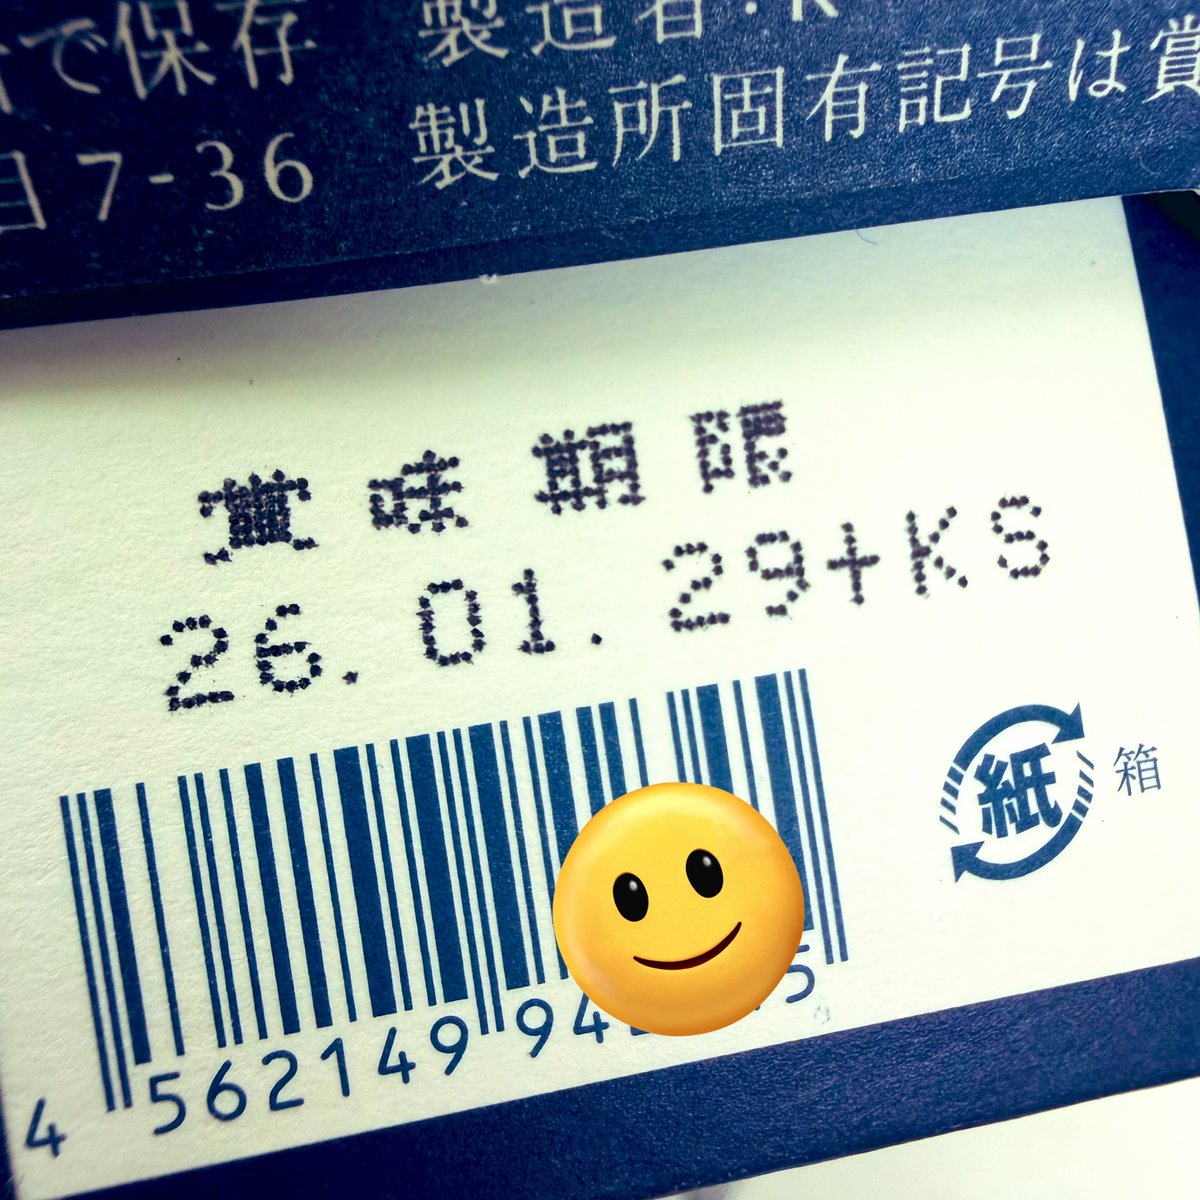 で保存
製造者・K
製造所固有記号は賞
目7-36
賞味期限
26.01.29+KS
紙
箱
4 562149 94
5